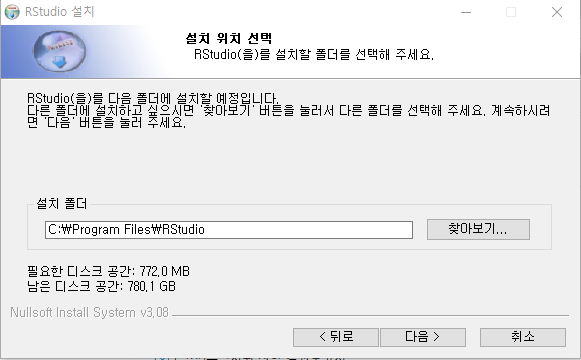 RStudio 설치
설치 위치 선택
RStudio(을)를 설치할 폴더를 선택해 주세요.
RStudio(을)를 다음 폴더에 설치할 예정입니다.
다른 폴더에 설치하고 싶으시면 '찾아보기' 버튼을 눌러서 다른 폴더를 선택해 주세요. 계속하시려
면 '다음' 버튼을 눌러 주세요.
설치 폴더
C:₩Program Files₩RStudio
찾아보기...
필요한 디스크 공간: 772.0 MB
남은 디스크 공간: 780.1 GB
Nullsoft Install System v3.08
< 뒤로
다음 >
취소